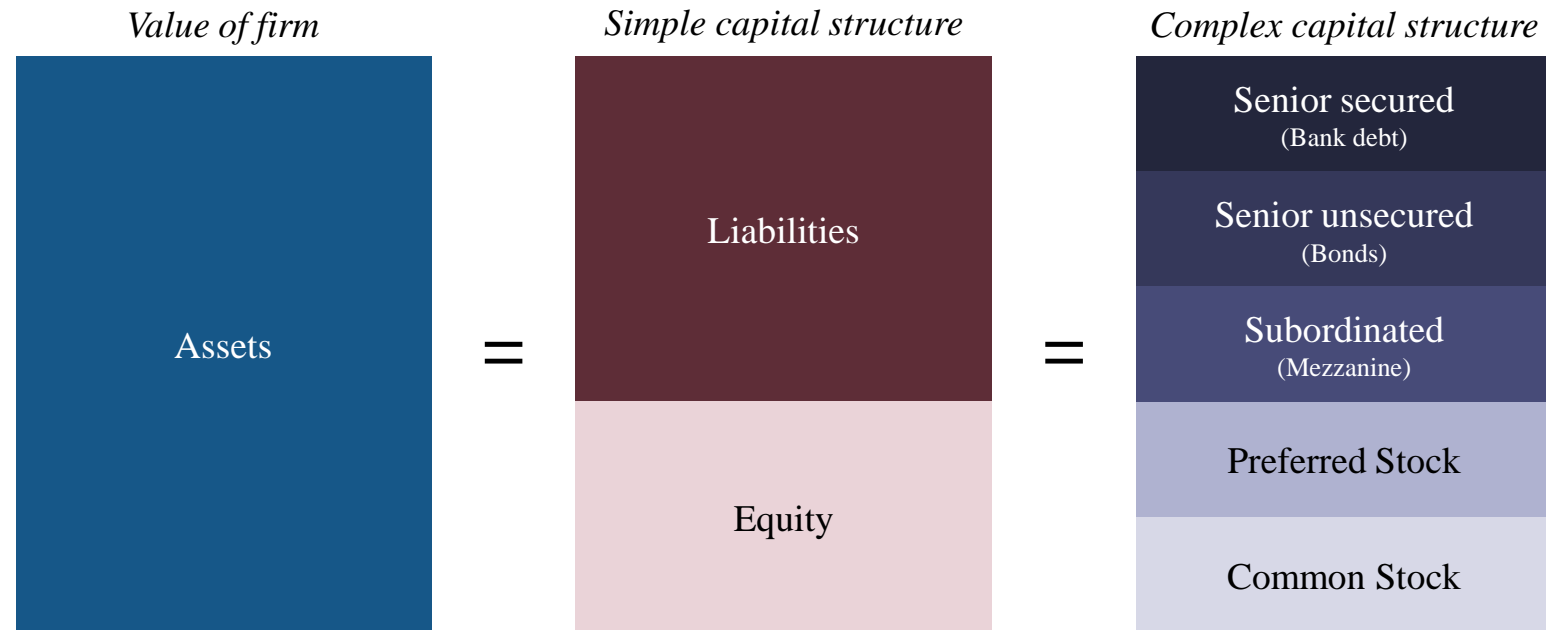 Value of firm
Simple capital structure
Complex capital structure
Assets
=
Liabilities
Equity
=
Senior secured
(Bank debt)
Senior unsecured
(Bonds)
Subordinated
(Mezzanine)
Preferred Stock
Common Stock